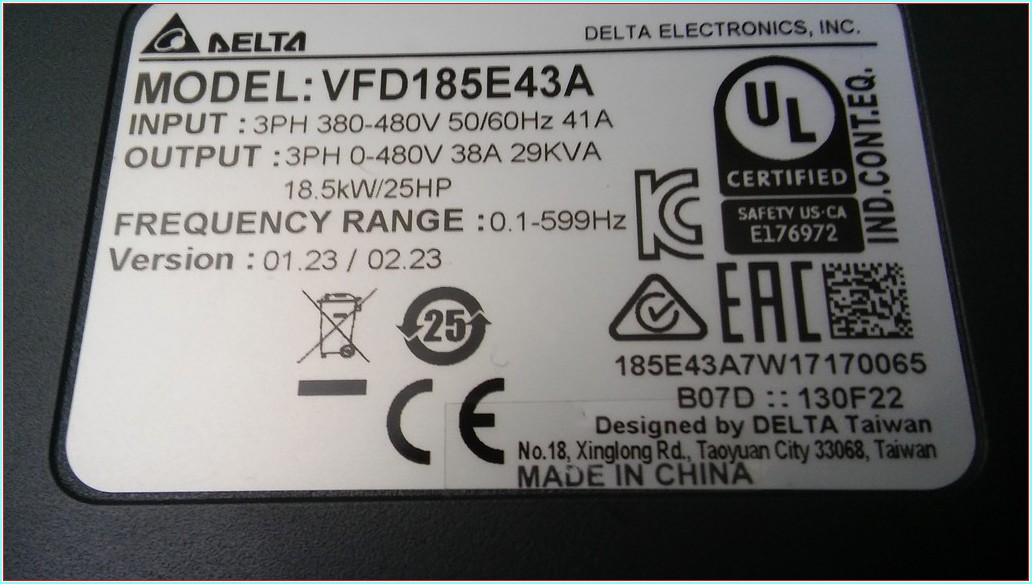 DELTA
DELTA ELECTRONICS, INC.
MODEL: VFD185E43A
INPUT : 3PH 380-480V 50/60Hz 41A
OUTPUT : 3PH 0-480V 38A 29KVA
18.5kW/25HP
FREQUENCY RANGE : 0.1-599Hz
Version : 01.23 / 02.23
UL
CERTIFIED
SAFETY US·CA
E176972
IND.CONT.EQ.
KC
25
EAC
CE
185E43A7W17170065
B07D :: 130F22
Designed by DELTA Taiwan
No.18, Xinglong Rd., Taoyuan City 33068, Taiwan
MADE IN CHINA